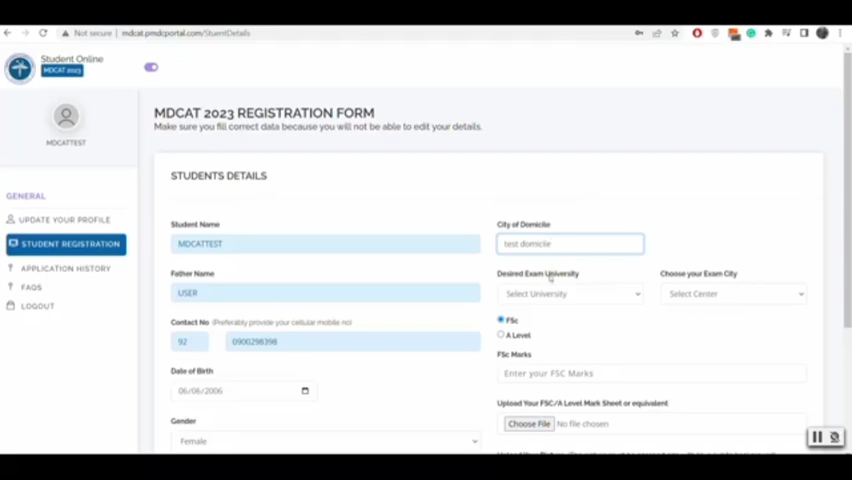 Not secure | mdcat.pmdcportal.com/StuentDetails
Student Online
MDCAT 2023
MDCATTEST
GENERAL
UPDATE YOUR PROFILE
STUDENT REGISTRATION
APPLICATION HISTORY
FAQS
LOGOUT
MDCAT 2023 REGISTRATION FORM
Make sure you fill correct data because you will not be able to edit your details.
STUDENTS DETAILS
Student Name
MDCATTEST
Father Name
USER
Contact No (Preferably provide your cellular mobile no)
92 0900298398
Date of Birth
06/06/2006
Gender
Female
City of Domicile
test domicile
Desired Exam University Choose your Exam City
Select University Select Center
FSc
A Level
FSc Marks
Enter your FSC Marks
Upload Your FSC/A Level Mark Sheet or equivalent
Choose File No file chosen